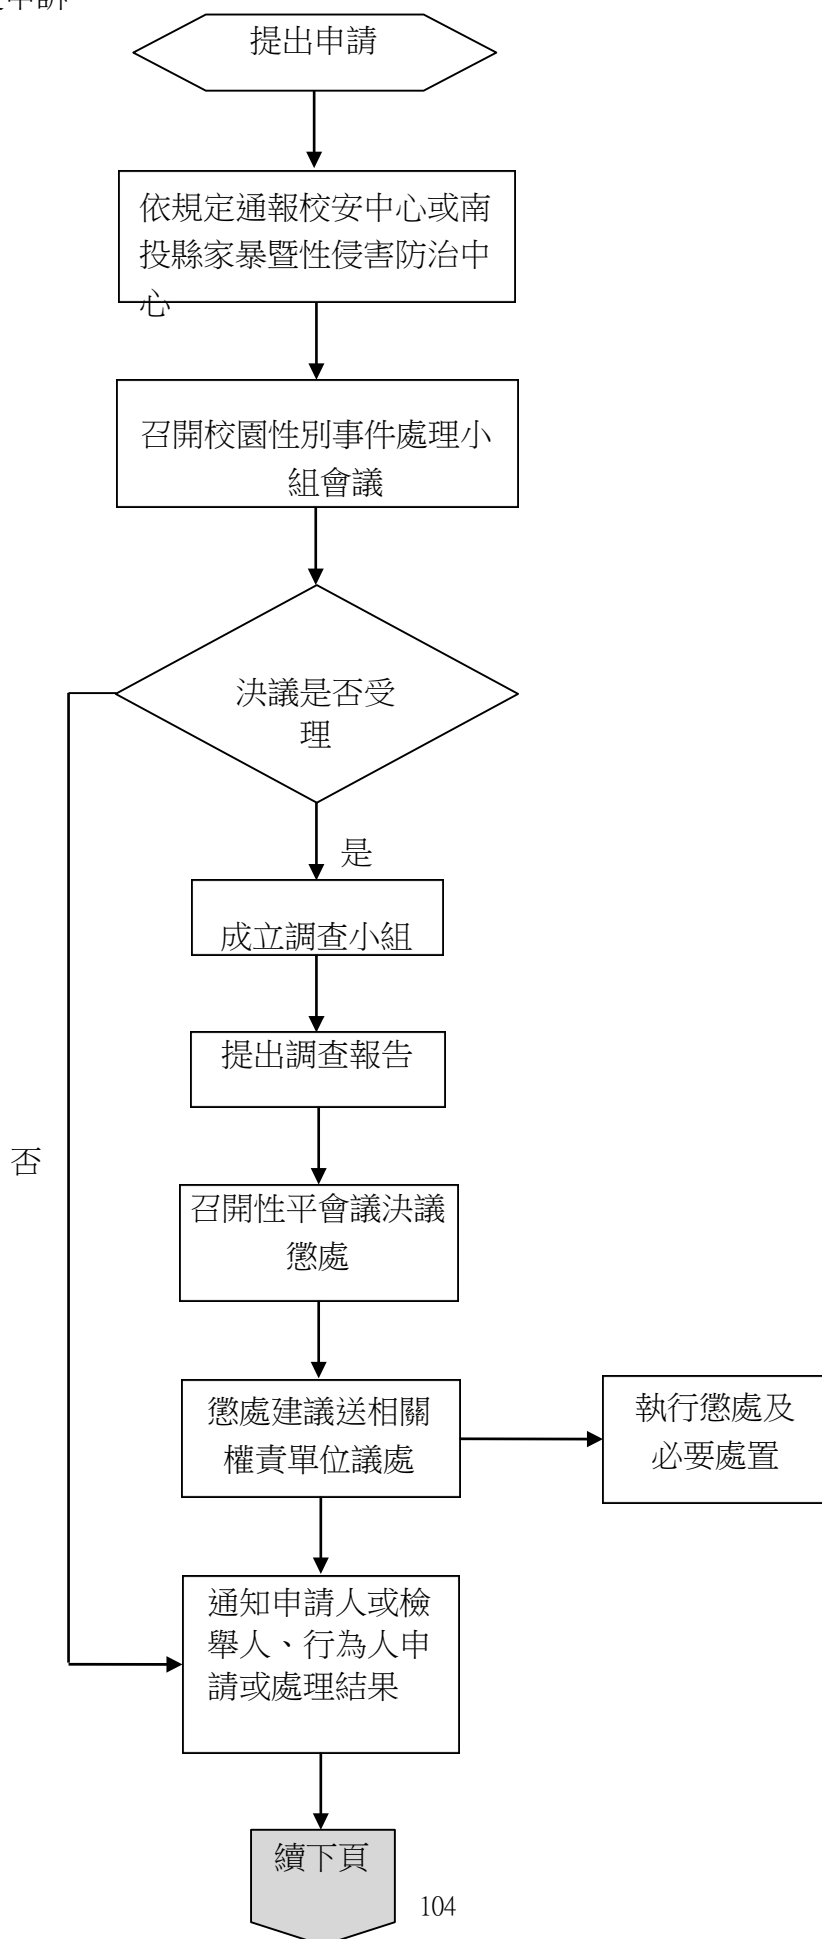 提出申請
依規定通報校安中心或南
投縣家暴暨性侵害防治中
心
召開校園性別事件處理小
組會議
決議是否受
理
是
成立調查小組
提出調查報告
否
召開性平會議決議
懲處
懲處建議送相關
權責單位議處
執行懲處及
必要處置
通知申請人或檢
舉人、行為人申
請或處理結果
續下頁
104